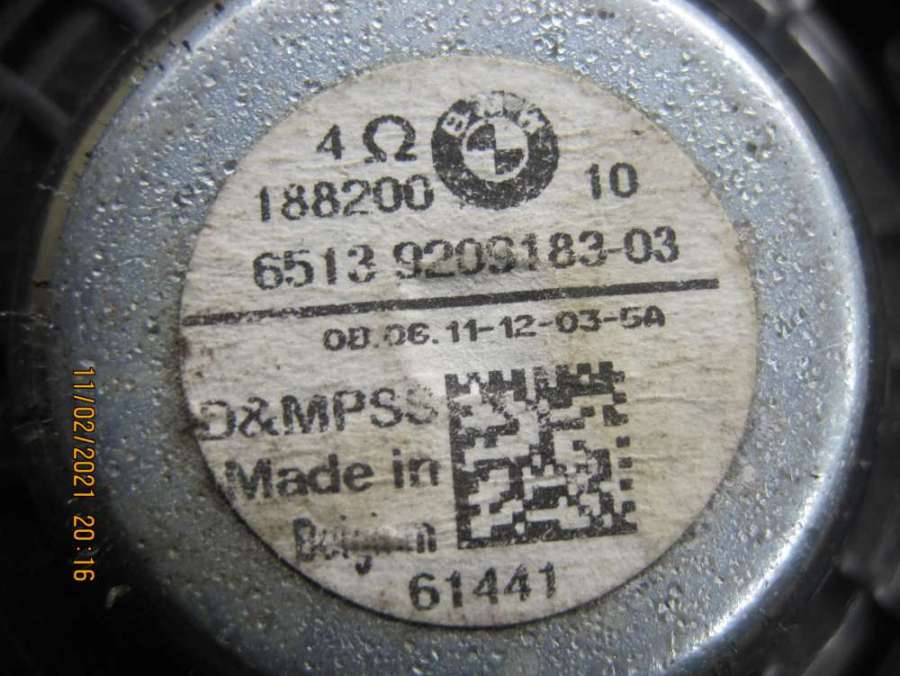 BMW
4 Ω
188200 10
6513 9209183-03
08.06.11-12-03-5A
D&MPSS
Made in
Belgium
61441
11/02/2021 20:16